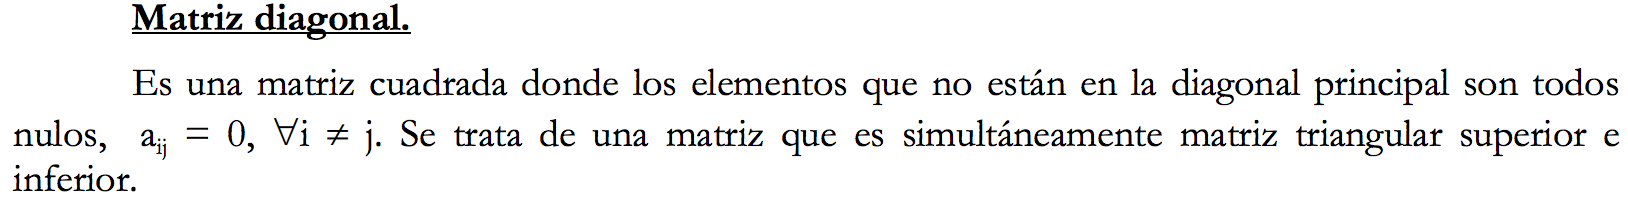 Matriz diagonal.
Es una matriz cuadrada donde los elementos que no están en la diagonal principal son todos
nulos, aij = 0, ∀i ≠ j. Se trata de una matriz que es simultáneamente matriz triangular superior e
inferior.